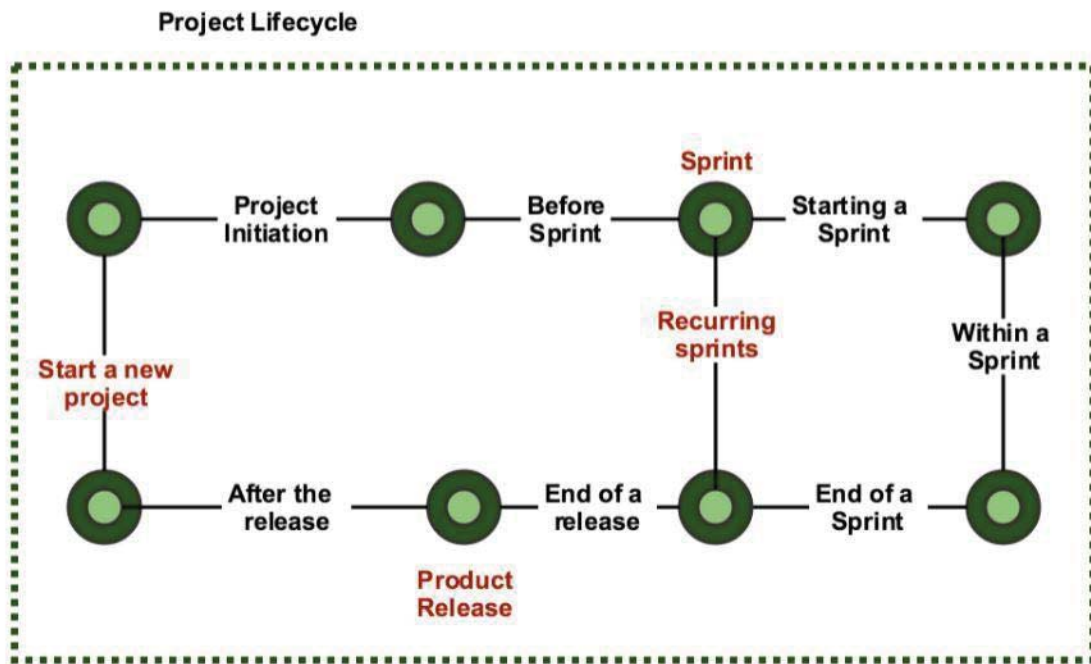 Project Lifecycle
Sprint
Project
Initiation
Before
Sprint
Starting a
Sprint
Recurring
sprints
Within a
Sprint
Start a new
project
After the
release
End of a
release
End of a
Sprint
Product
Release